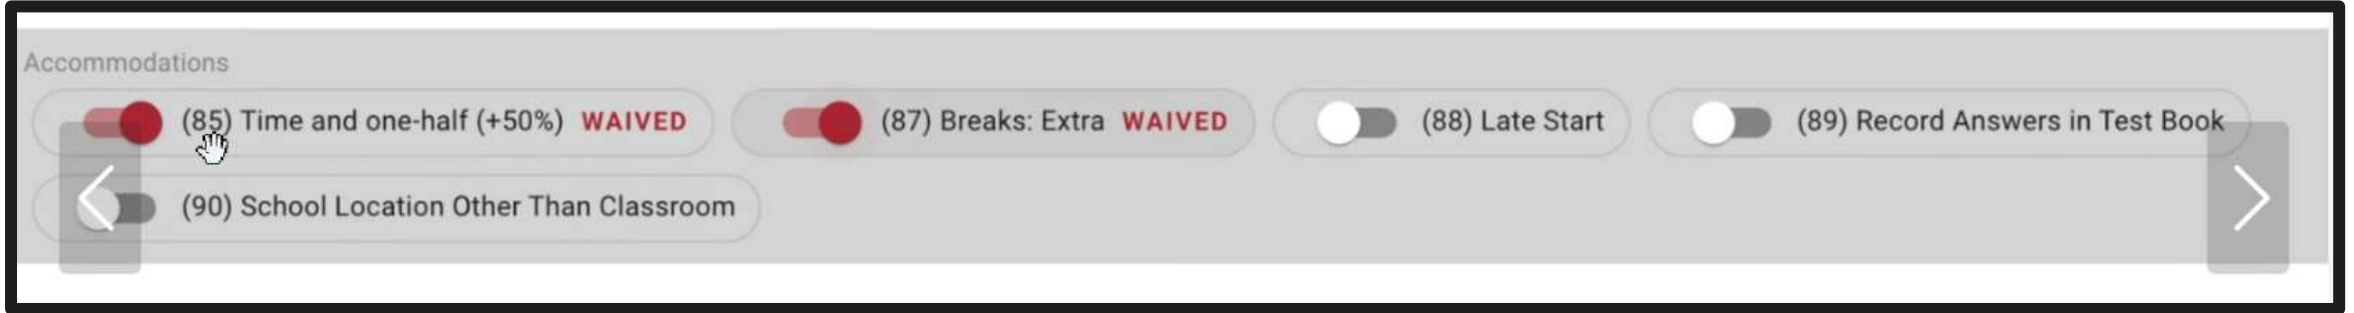 Accommodations
(85) Time and one-half (+50%) WAIVED (87) Breaks: Extra WAIVED (88) Late Start (89) Record Answers in Test Book
(90) School Location Other Than Classroom